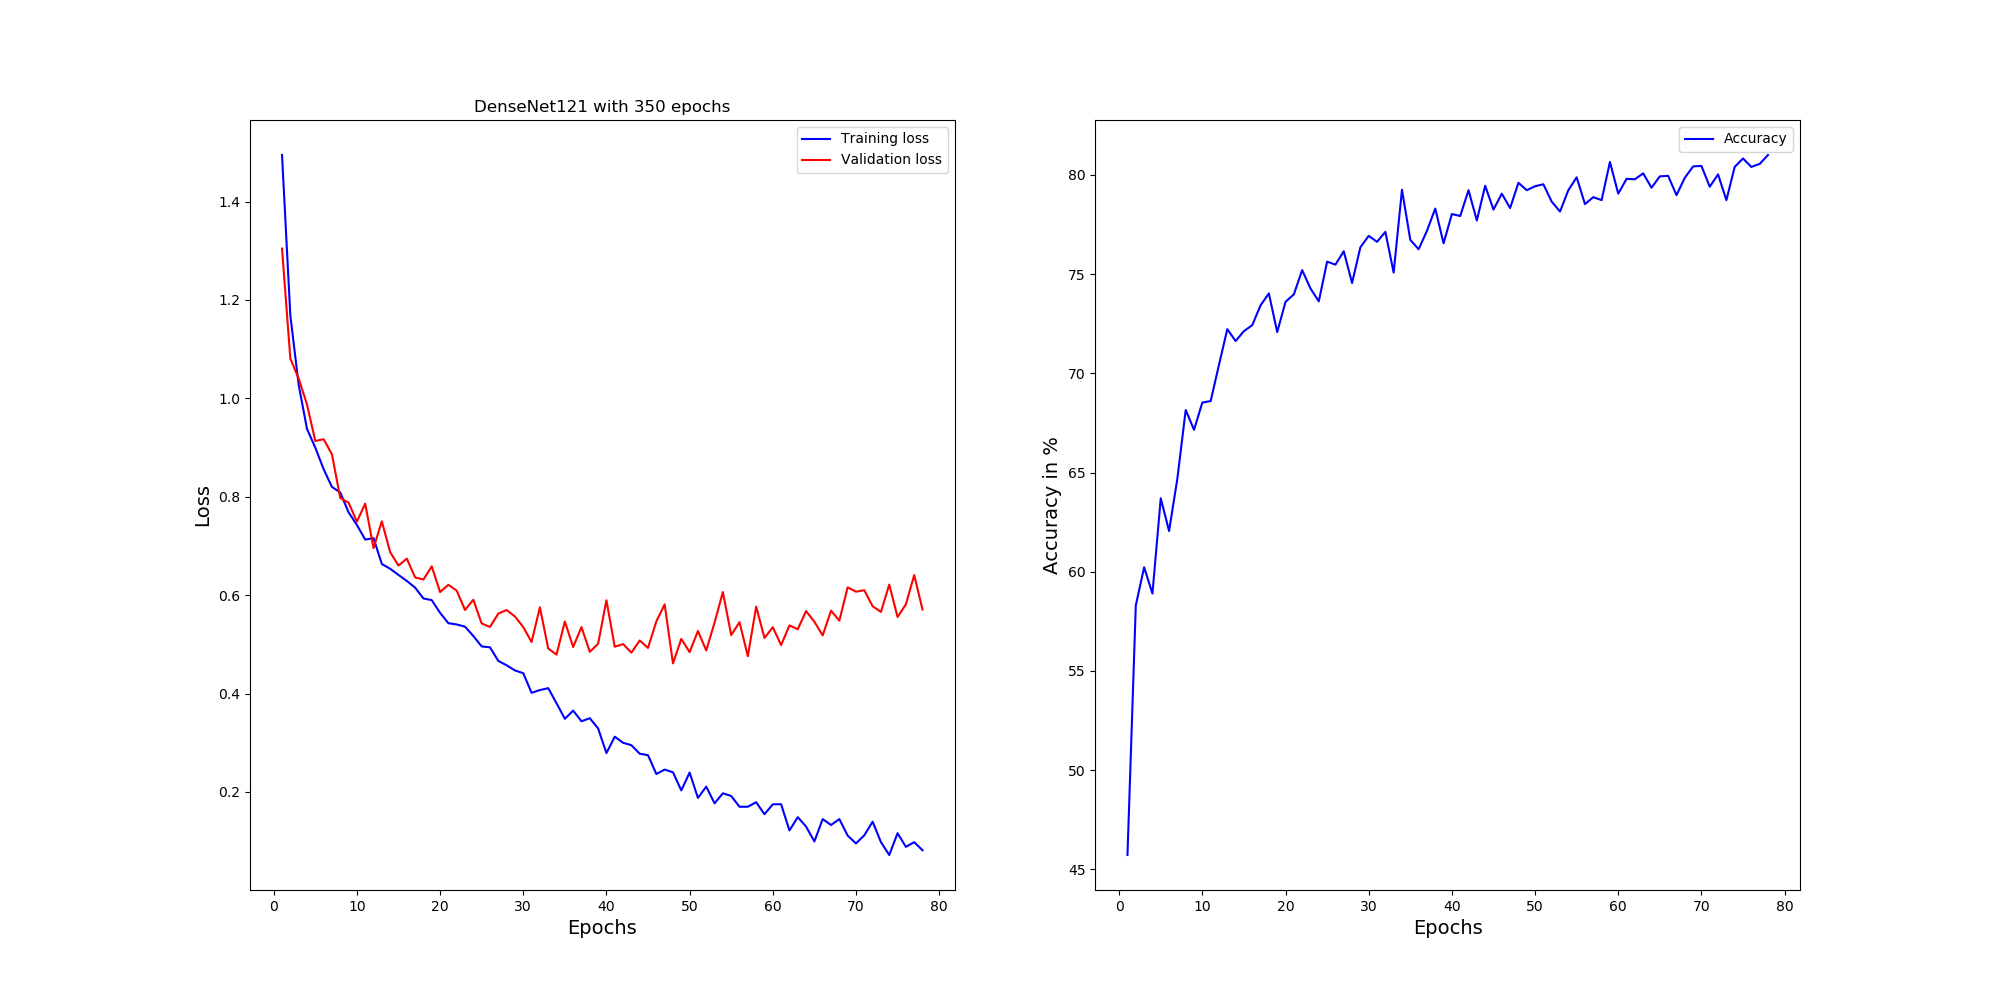 DenseNet121 with 350 epochs
Training loss
Validation loss
Loss
1.4
1.2
1.0
0.8
0.6
0.4
0.2
0 10 20 30 40 50 60 70 80
Epochs
Accuracy
Accuracy in %
80
75
70
65
60
55
50
45
0 10 20 30 40 50 60 70 80
Epochs